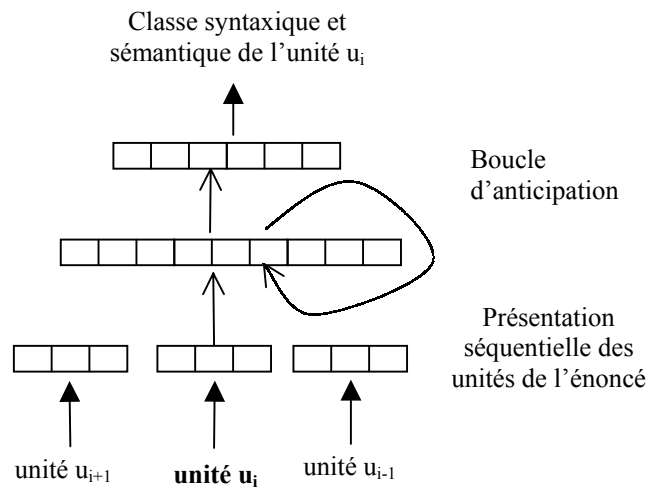 Classe syntaxique et
sémantique de l’unité ui
Boucle
d’anticipation
Présentation
séquentielle des
unités de l’énoncé
unité ui+1
unité ui
unité ui-1